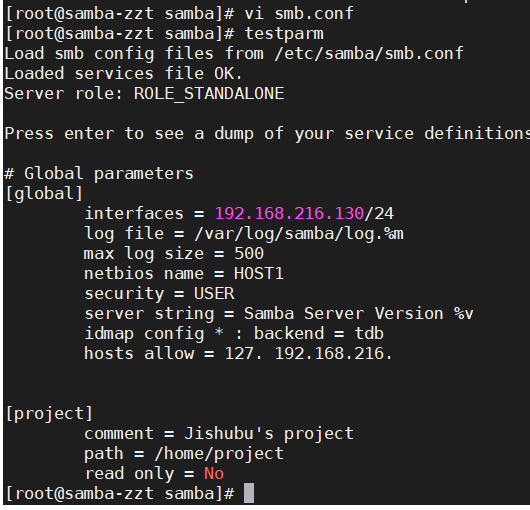 [root@samba-zzt samba]# vi smb.conf
[root@samba-zzt samba]# testparm
Load smb config files from /etc/samba/smb.conf
Loaded services file OK.
Server role: ROLE_STANDALONE
Press enter to see a dump of your service definitions
# Global parameters
[global]
interfaces = 192.168.216.130/24
log file = /var/log/samba/log.%m
max log size = 500
netbios name = HOST1
security = USER
server string = Samba Server Version %v
idmap config * : backend = tdb
hosts allow = 127. 192.168.216.
[project]
comment = Jishubu's project
path = /home/project
read only = No
[root@samba-zzt samba]#